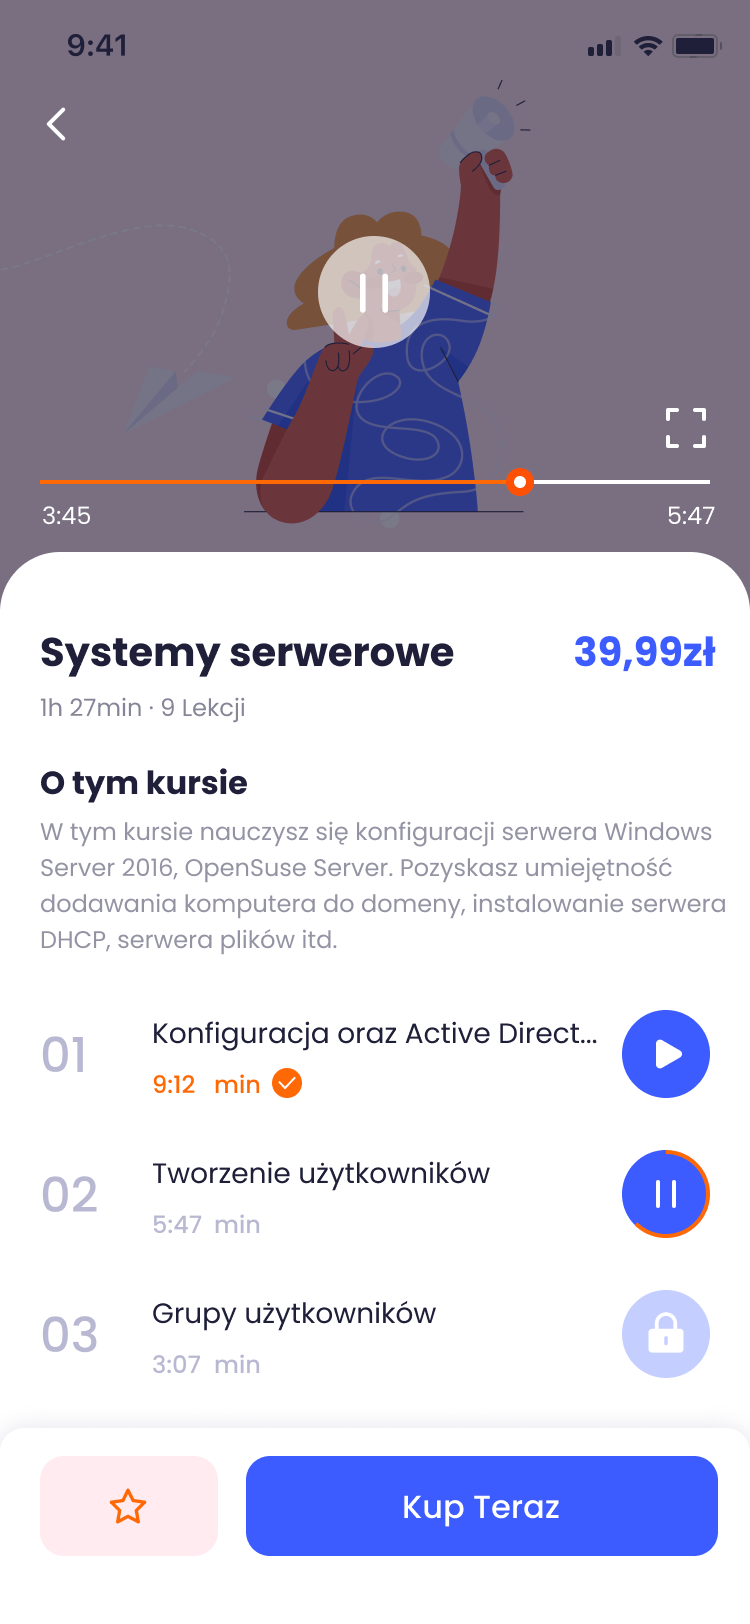 9:41
3:45
5:47
Systemy serwerowe
39,99zł
1h 27min · 9 Lekcji
O tym kursie
W tym kursie nauczysz się konfiguracji serwera Windows
Server 2016, OpenSuse Server. Pozyskasz umiejętność
dodawania komputera do domeny, instalowanie serwera
DHCP, serwera plików itd.
01
Konfiguracja oraz Active Direct...
9:12 min
02
Tworzenie użytkowników
5:47 min
03
Grupy użytkowników
3:07 min
Kup Teraz